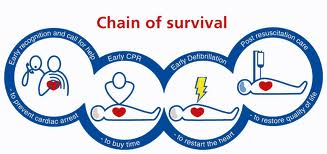 Chain of survival
Early recognition and call for help
- to prevent cardiac arrest
Early CPR
- to buy time
Early Defibrillation
- to restart the heart
Post resuscitation care
- to restore quality of life